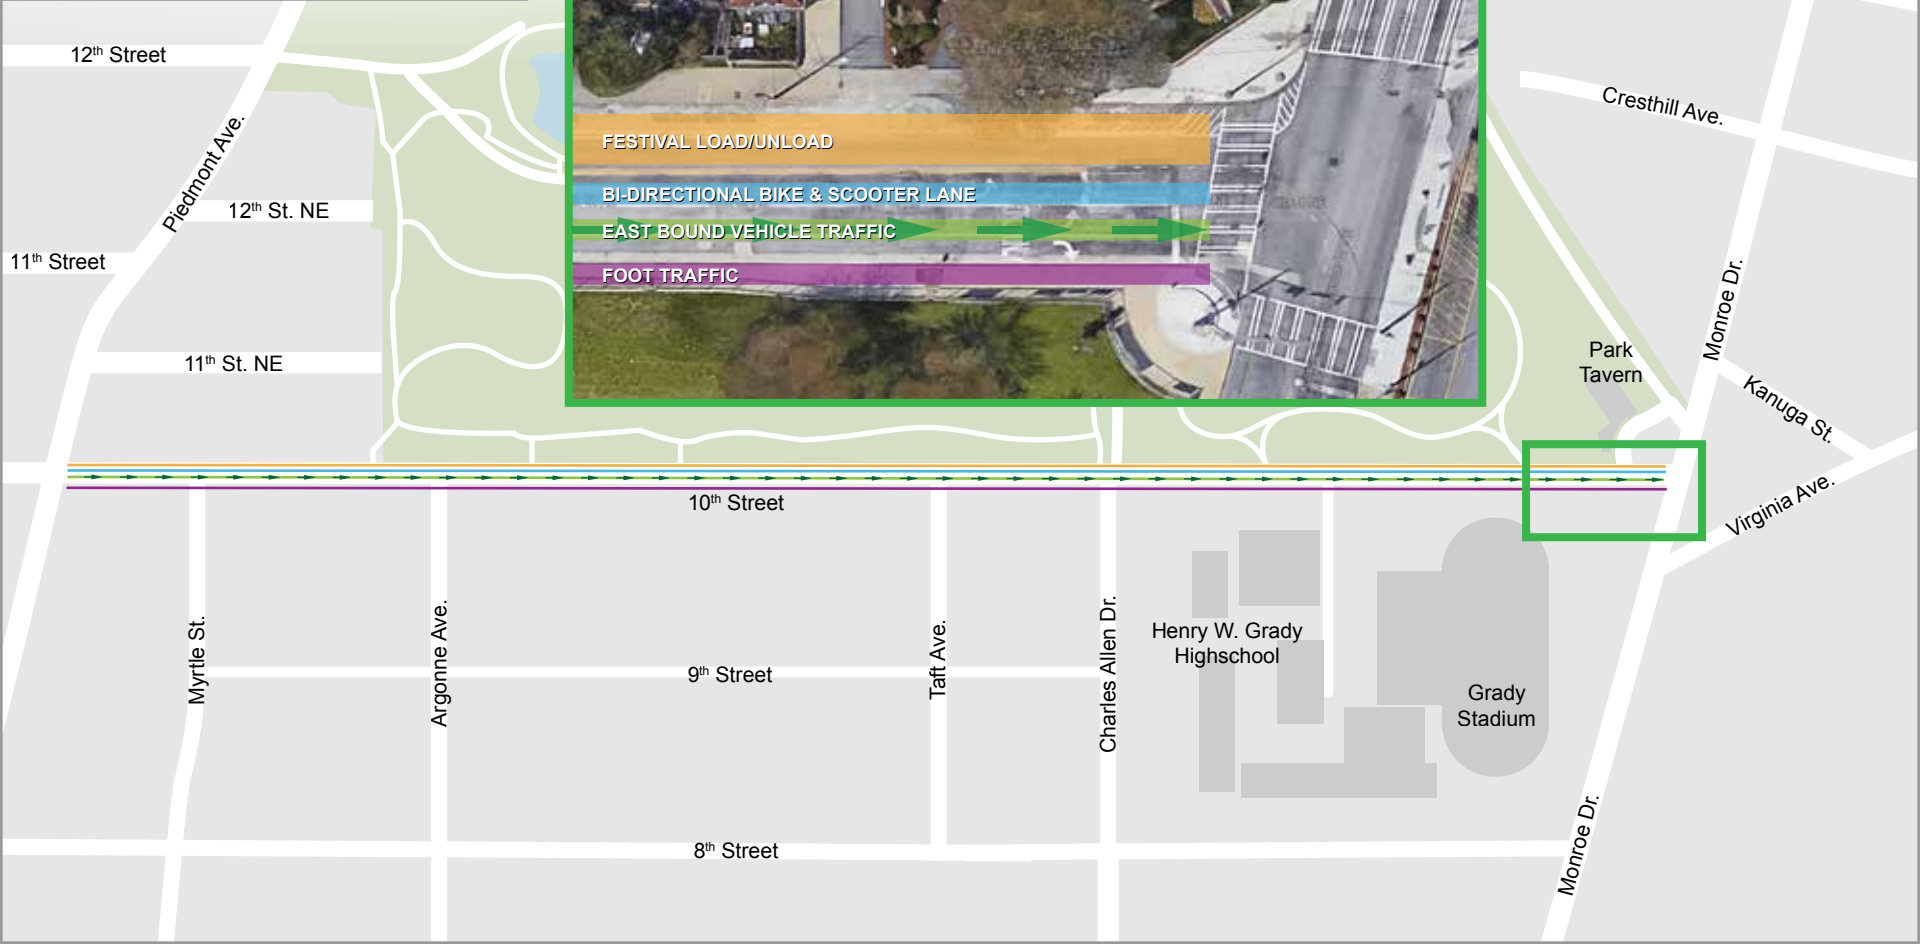 12th Street
Piedmont Ave.
12th St. NE
11th Street
11th St. NE
FESTIVAL LOAD/UNLOAD
BI-DIRECTIONAL BIKE & SCOOTER LANE
EAST BOUND VEHICLE TRAFFIC
FOOT TRAFFIC
Cresthill Ave.
Monroe Dr.
Park
Tavern
Kanuga St.
Virginia Ave.
10th Street
Myrtle St.
Argonne Ave.
9th Street
Taft Ave.
Charles Allen Dr.
Henry W. Grady
Highschool
Grady
Stadium
8th Street
Monroe Dr.